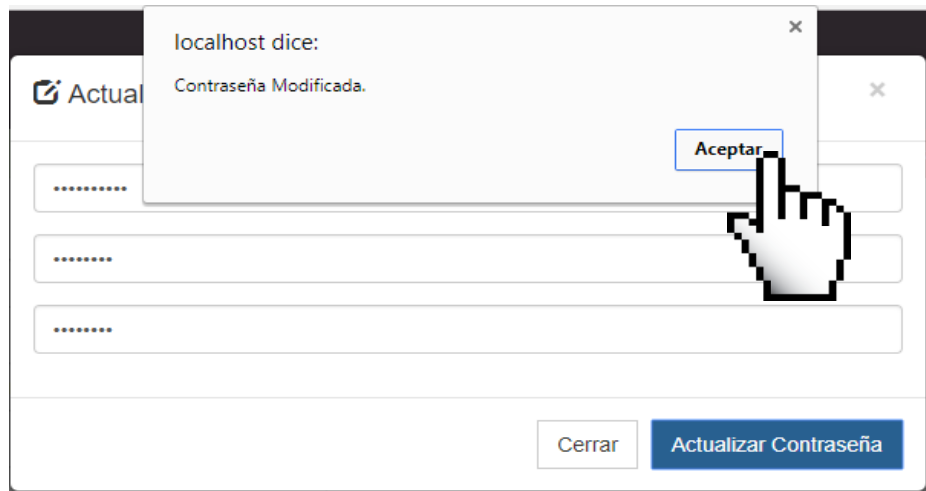 localhost dice:
Contraseña Modificada.
Aceptar
Actual
••••••••••
••••••••
••••••••
Cerrar
Actualizar Contraseña